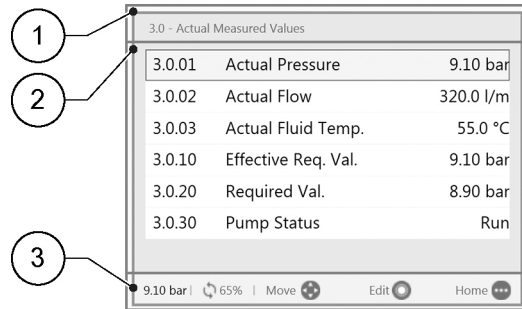 1
3.0 - Actual Measured Values
2
3.0.01 Actual Pressure 9.10 bar
3.0.02 Actual Flow 320.0 l/m
3.0.03 Actual Fluid Temp. 55.0 °C
3.0.10 Effective Req. Val. 9.10 bar
3.0.20 Required Val. 8.90 bar
3.0.30 Pump Status Run
3
9.10 bar | 65% | Move Edit Home